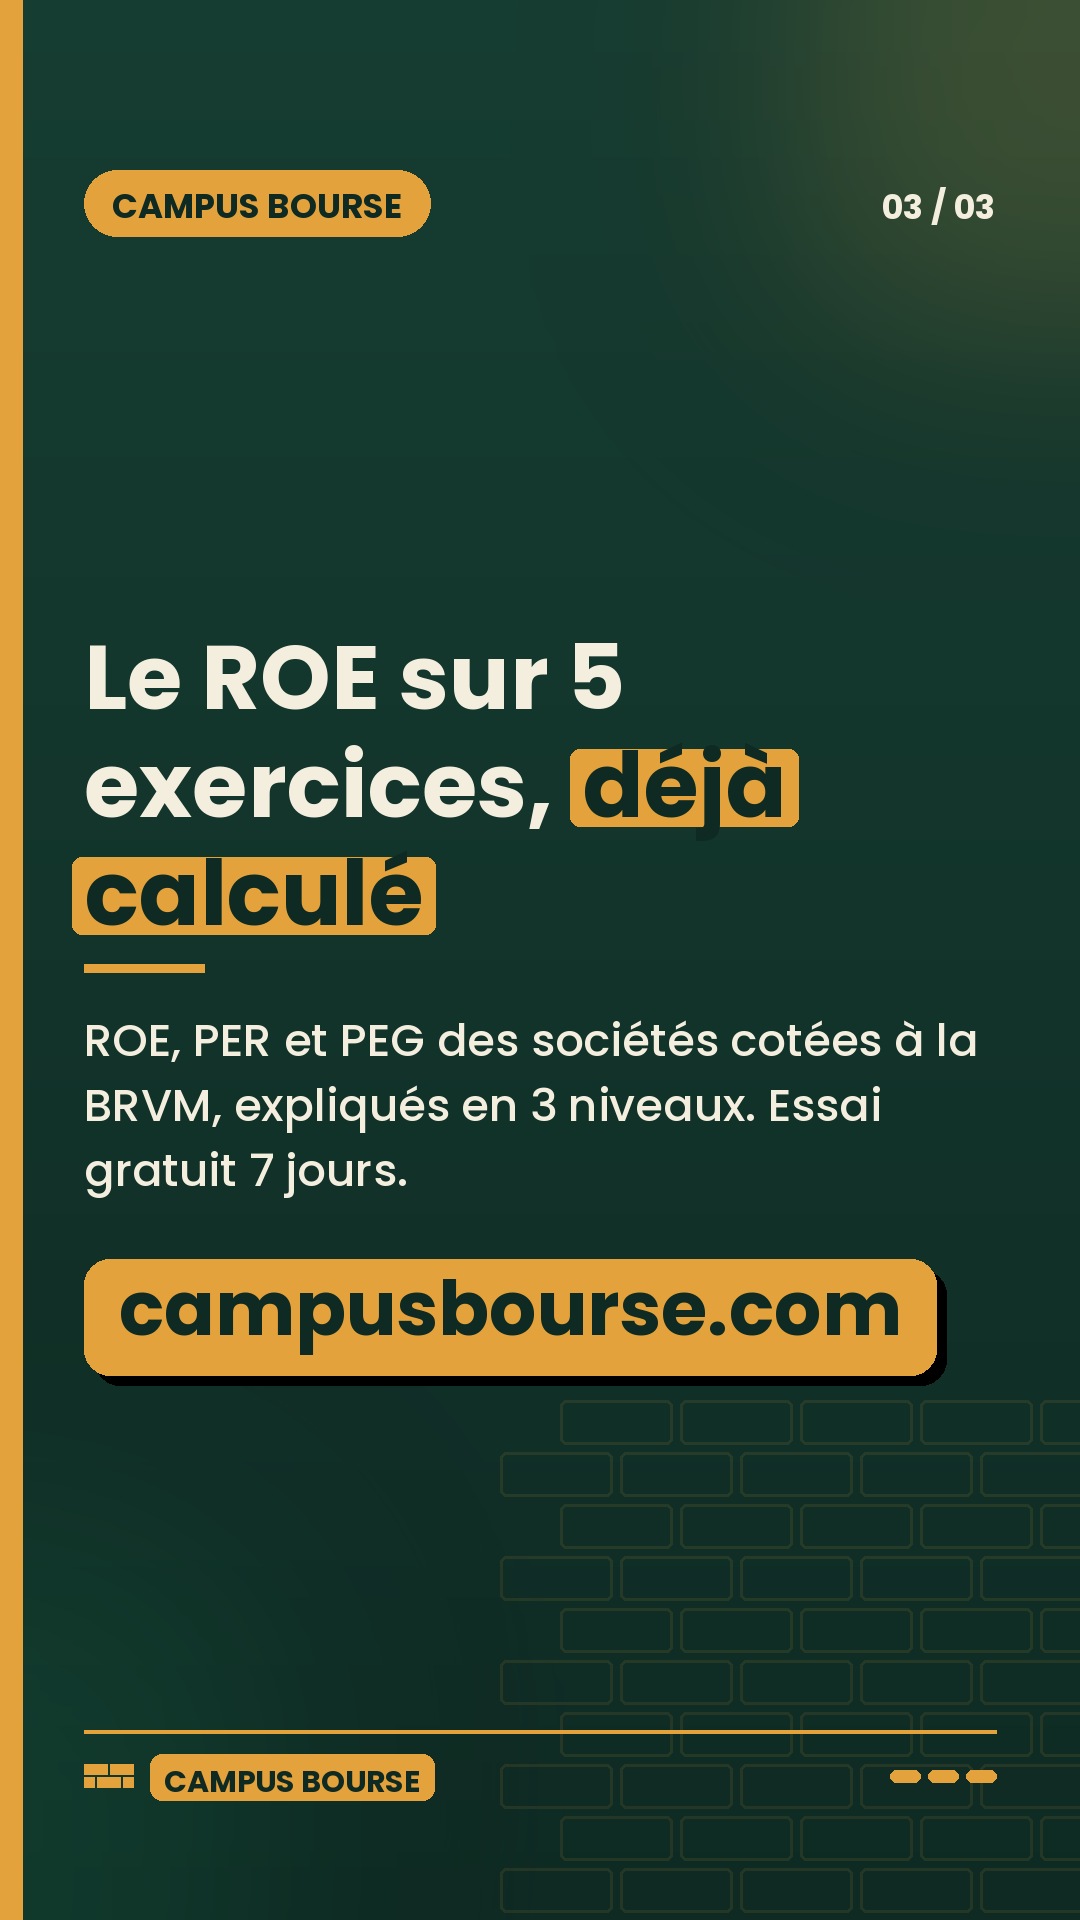 CAMPUS BOURSE
03 / 03
Le ROE sur 5
exercices, déjà
calculé
ROE, PER et PEG des sociétés cotées à la
BRVM, expliqués en 3 niveaux. Essai
gratuit 7 jours.
campusbourse.com
CAMPUS BOURSE